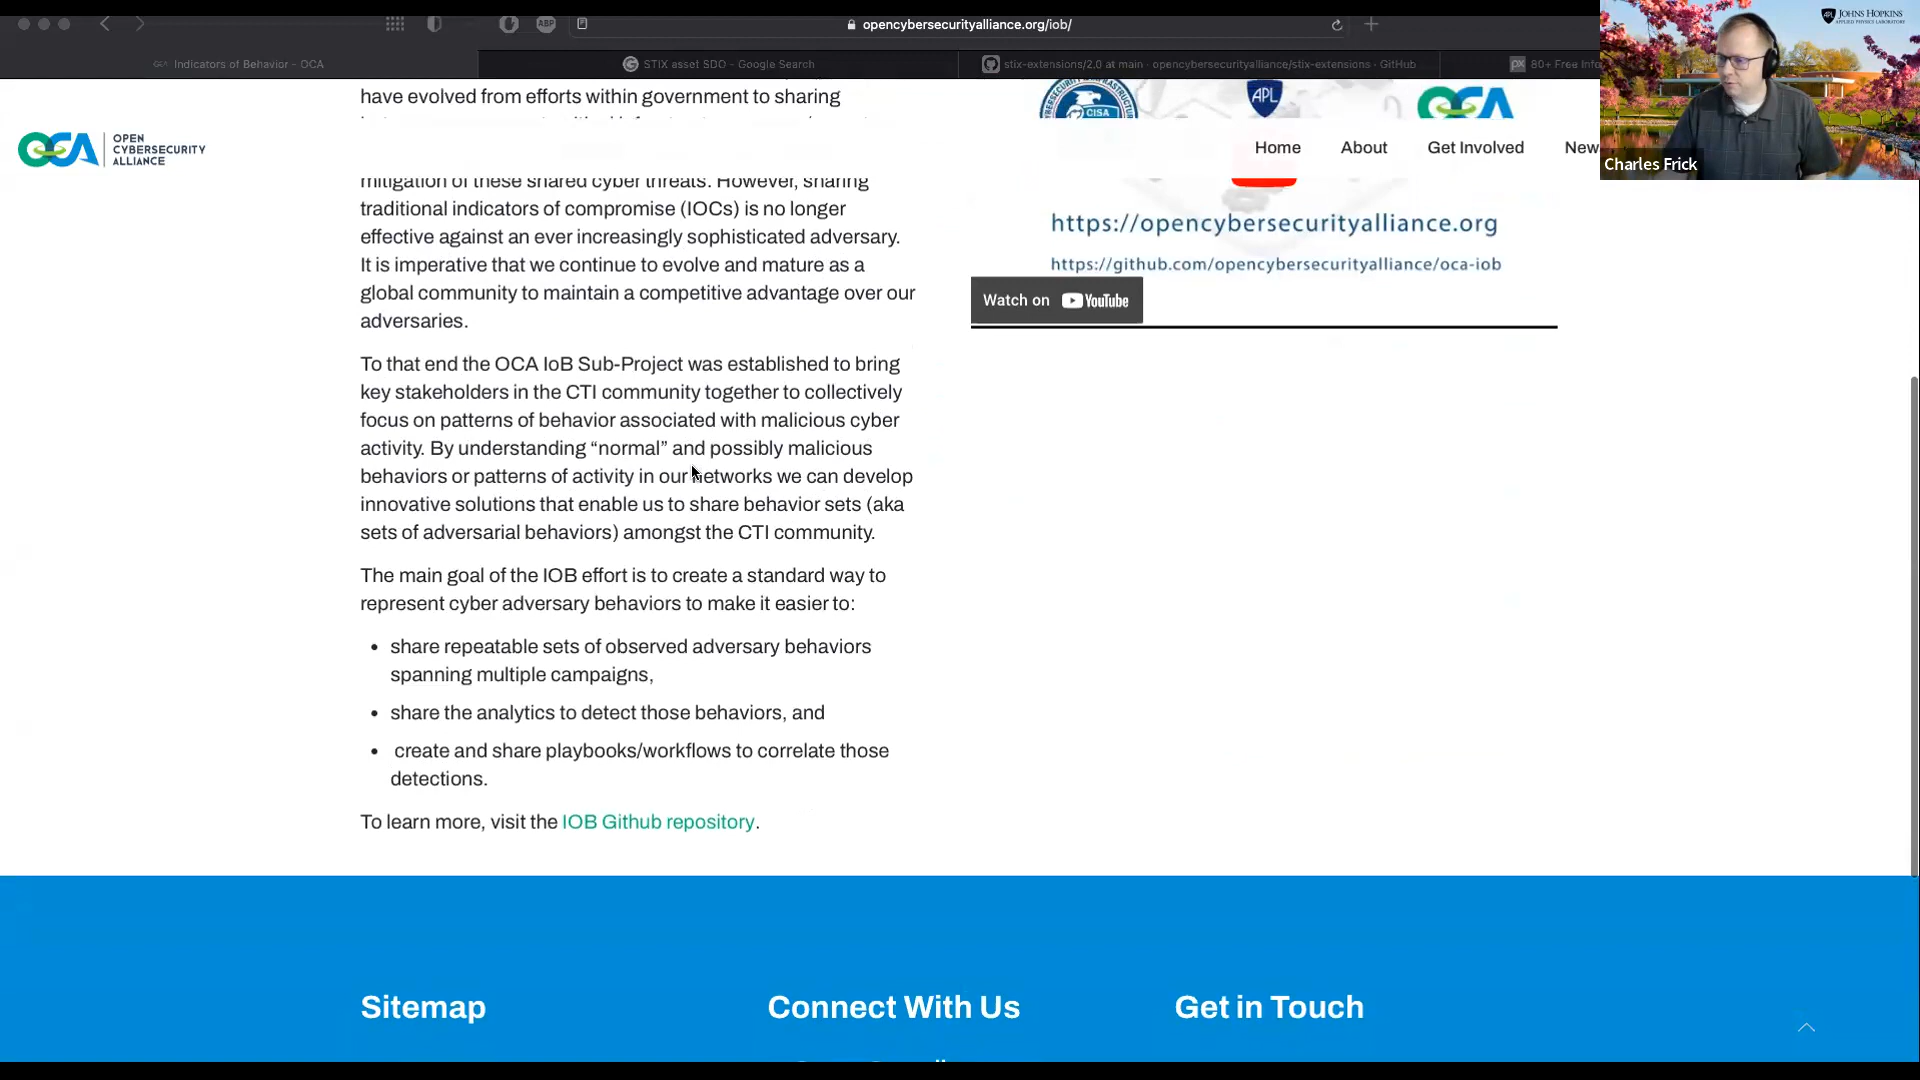 opencybersecurityalliance.org/iob/
Indicators of Behavior - OCA
STIX asset SDO - Google Search
stix-extensions/2.0 at main · opencybersecurityalliance/stix-extensions · GitHub
80+ Free
JOHNS HOPKINS
APPLIED PHYSICS LABORATORY
Charles Frick
OCA
OPEN
CYBERSECURITY
ALLIANCE
Home
About
Get Involved
New
have evolved from efforts within government to sharing
mitigation of these shared cyber threats. However, sharing
traditional indicators of compromise (IOCs) is no longer
effective against an ever increasingly sophisticated adversary.
It is imperative that we continue to evolve and mature as a
global community to maintain a competitive advantage over our
adversaries.
To that end the OCA IoB Sub-Project was established to bring
key stakeholders in the CTI community together to collectively
focus on patterns of behavior associated with malicious cyber
activity. By understanding “normal” and possibly malicious
behaviors or patterns of activity in our networks we can develop
innovative solutions that enable us to share behavior sets (aka
sets of adversarial behaviors) amongst the CTI community.
The main goal of the IOB effort is to create a standard way to
represent cyber adversary behaviors to make it easier to:
• share repeatable sets of observed adversary behaviors
spanning multiple campaigns,
• share the analytics to detect those behaviors, and
• create and share playbooks/workflows to correlate those
detections.
To learn more, visit the IOB Github repository.
CISA
APL
OCA
https://opencybersecurityalliance.org
https://github.com/opencybersecurityalliance/oca-iob
Watch on YouTube
Sitemap
Connect With Us
Get in Touch